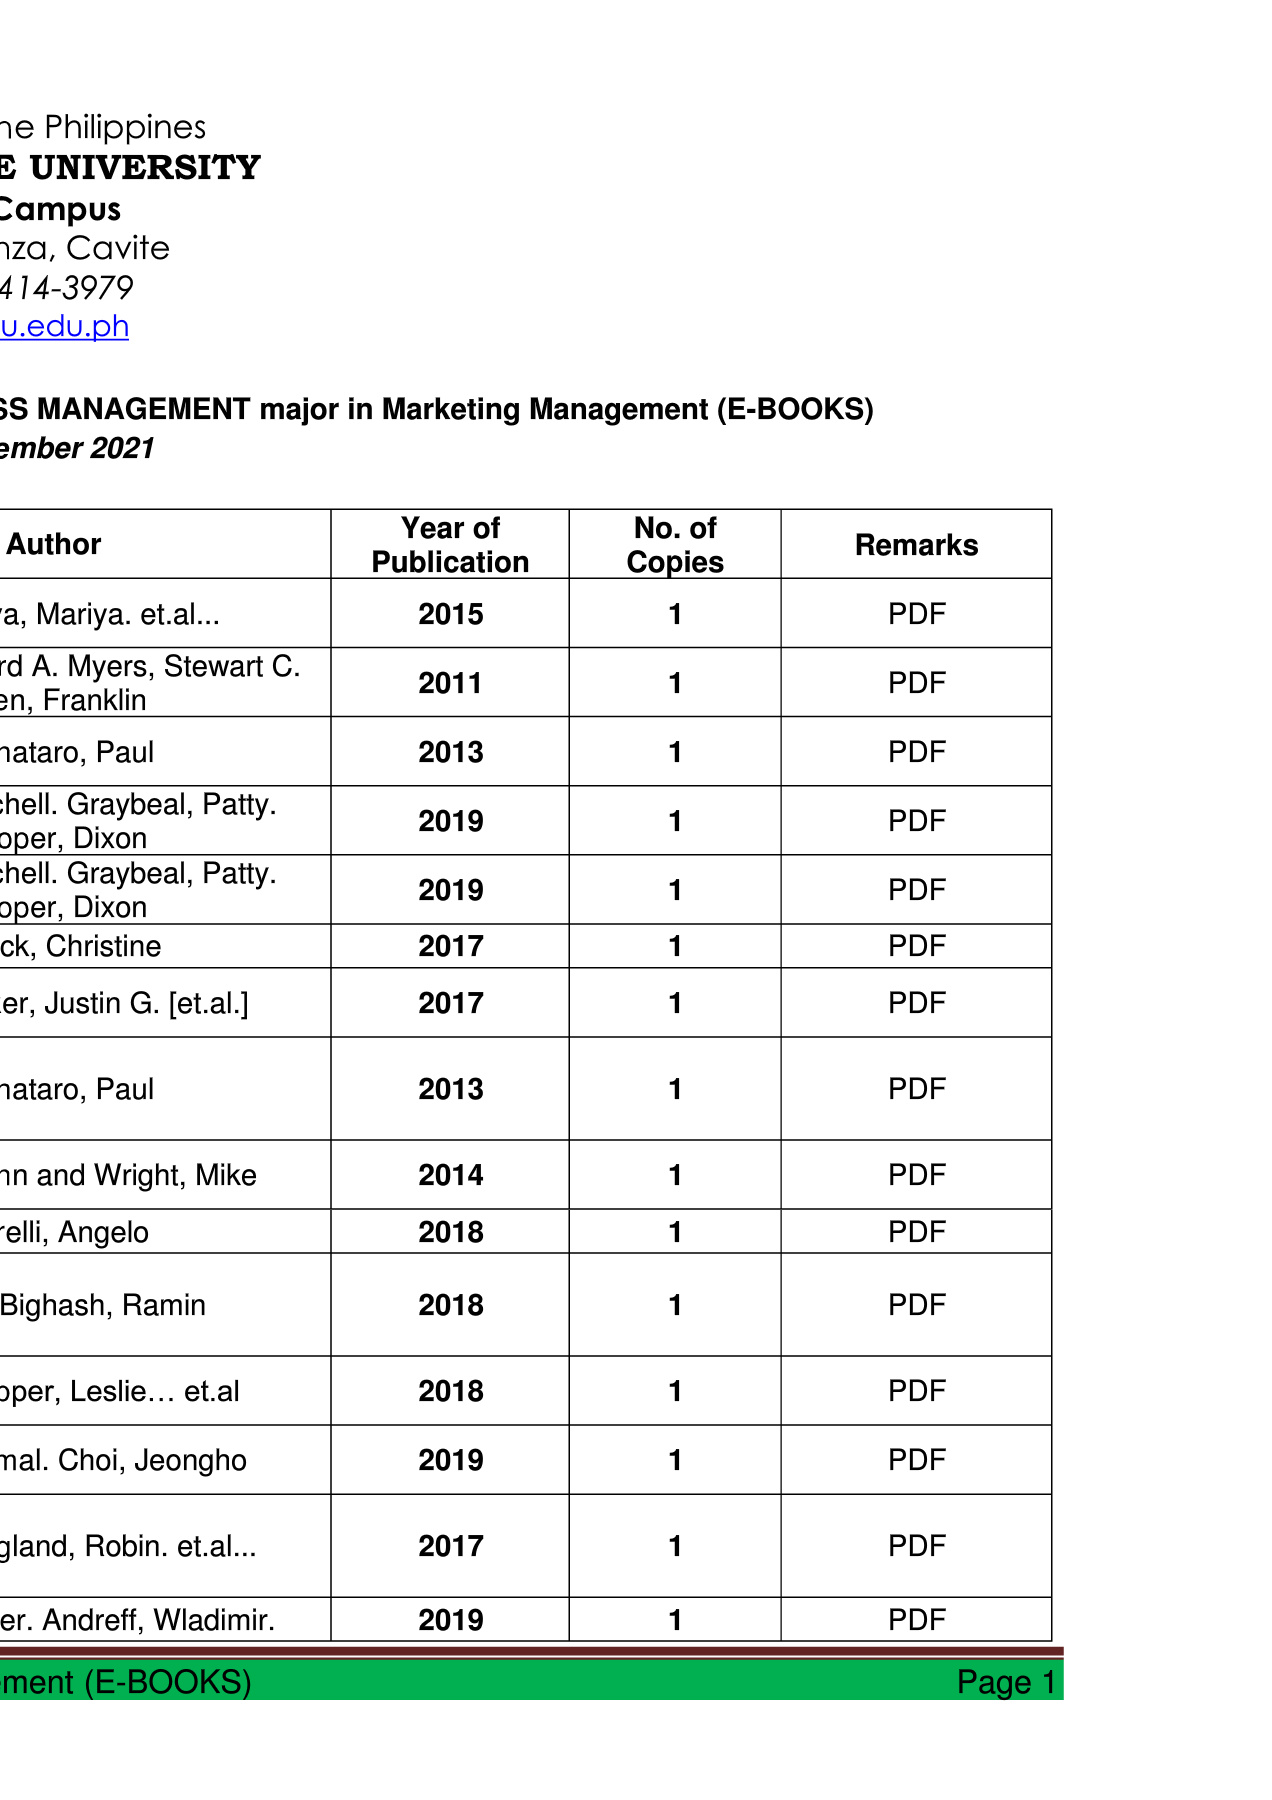 ne Philippines
E UNIVERSITY
Campus
nza, Cavite
414-3979
u.edu.ph
SS MANAGEMENT major in Marketing Management (E-BOOKS)
ember 2021
Author Year of Publication No. of Copies Remarks
va, Mariya. et.al... 2015 1 PDF
rd A. Myers, Stewart C.
en, Franklin 2011 1 PDF
nataro, Paul 2013 1 PDF
chell. Graybeal, Patty.
oper, Dixon 2019 1 PDF
chell. Graybeal, Patty.
oper, Dixon 2019 1 PDF
ck, Christine 2017 1 PDF
ker, Justin G. [et.al.] 2017 1 PDF
nataro, Paul 2013 1 PDF
nn and Wright, Mike 2014 1 PDF
relli, Angelo 2018 1 PDF
Bighash, Ramin 2018 1 PDF
pper, Leslie… et.al 2018 1 PDF
mal. Choi, Jeongho 2019 1 PDF
gland, Robin. et.al... 2017 1 PDF
er. Andreff, Wladimir. 2019 1 PDF
ement (E-BOOKS) Page 1